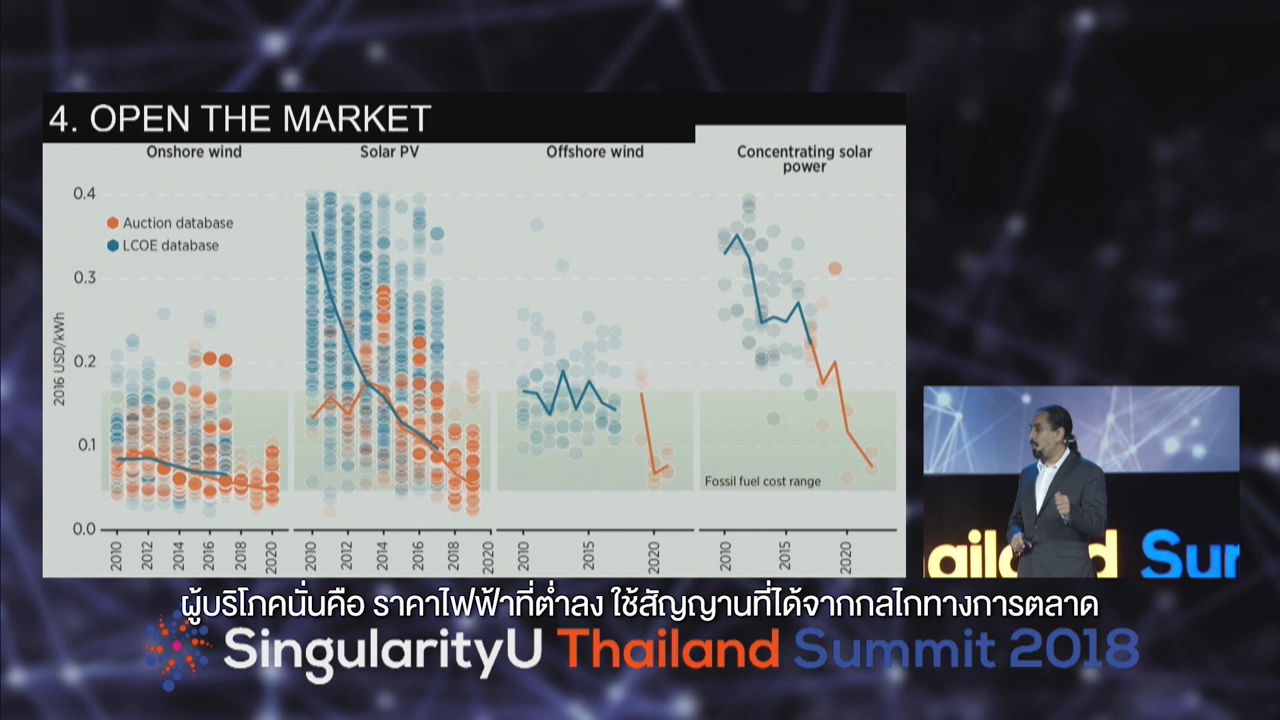 4. OPEN THE MARKET
Onshore wind
Solar PV
Offshore wind
Concentrating solar
power
2016 USD/kWh
0.4
0.3
0.2
0.1
0.0
Auction database
LCOE database
Fossil fuel cost range
2010 2012 2014 2016 2018 2020
2010 2012 2014 2016 2018 2020
2010 2015 2020
2010 2015 2020
ailand Sur
ผู้บริโภคนั่นคือ ราคาไฟฟ้าที่ต่ำลง ใช้สัญญานที่ได้จากกลไกทางการตลาด
SingularityU Thailand Summit 2018